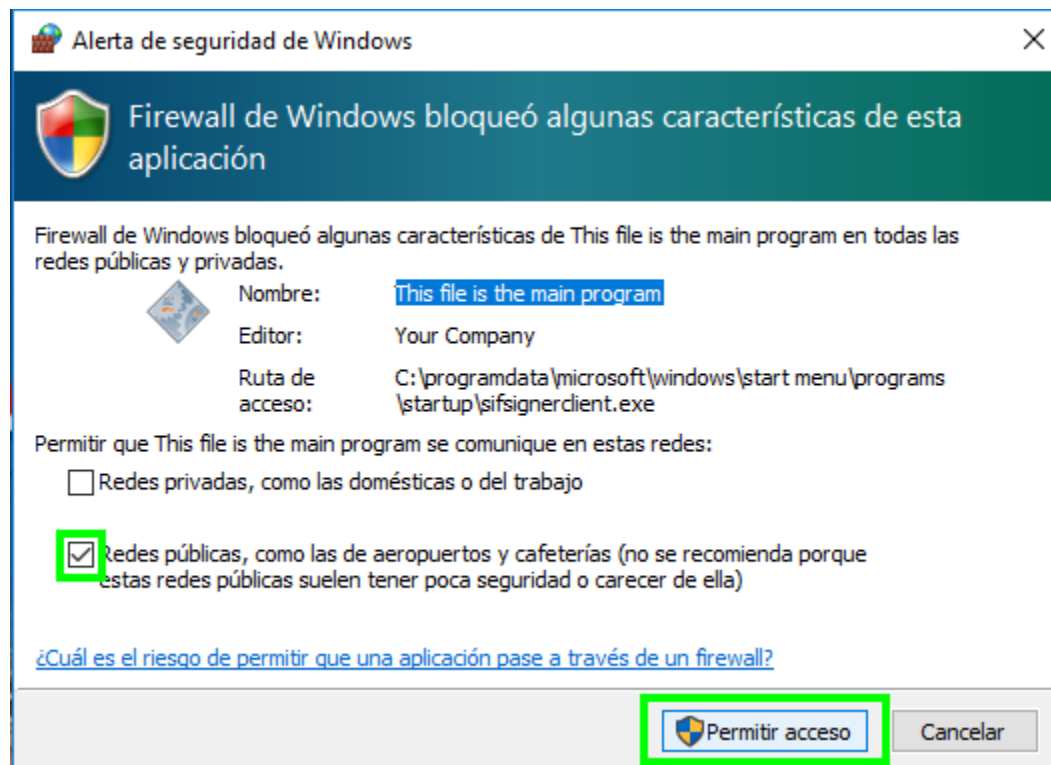 Alerta de seguridad de Windows
Firewall de Windows bloqueó algunas características de esta
aplicación
Firewall de Windows bloqueó algunas características de This file is the main program en todas las
redes públicas y privadas.
Nombre: This file is the main program
Editor: Your Company
Ruta de C:\programdata\microsoft\windows\start menu\programs
acceso: \startup\sifsignerclient.exe
Permitir que This file is the main program se comunique en estas redes:
Redes privadas, como las domésticas o del trabajo
Redes públicas, como las de aeropuertos y cafeterías (no se recomienda porque
estas redes públicas suelen tener poca seguridad o carecer de ella)
¿Cuál es el riesgo de permitir que una aplicación pase a través de un firewall?
Permitir acceso Cancelar